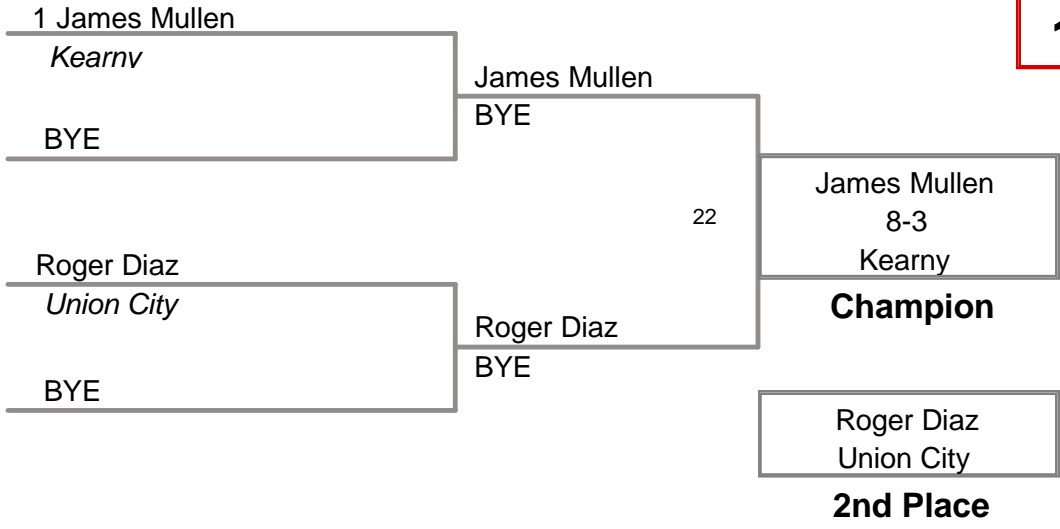 1 James Mullen
Kearnv
BYE
James Mullen
BYE
22
James Mullen
8-3
Kearny
Champion
Roger Diaz
Union City
BYE
Roger Diaz
BYE
Roger Diaz
Union City
2nd Place